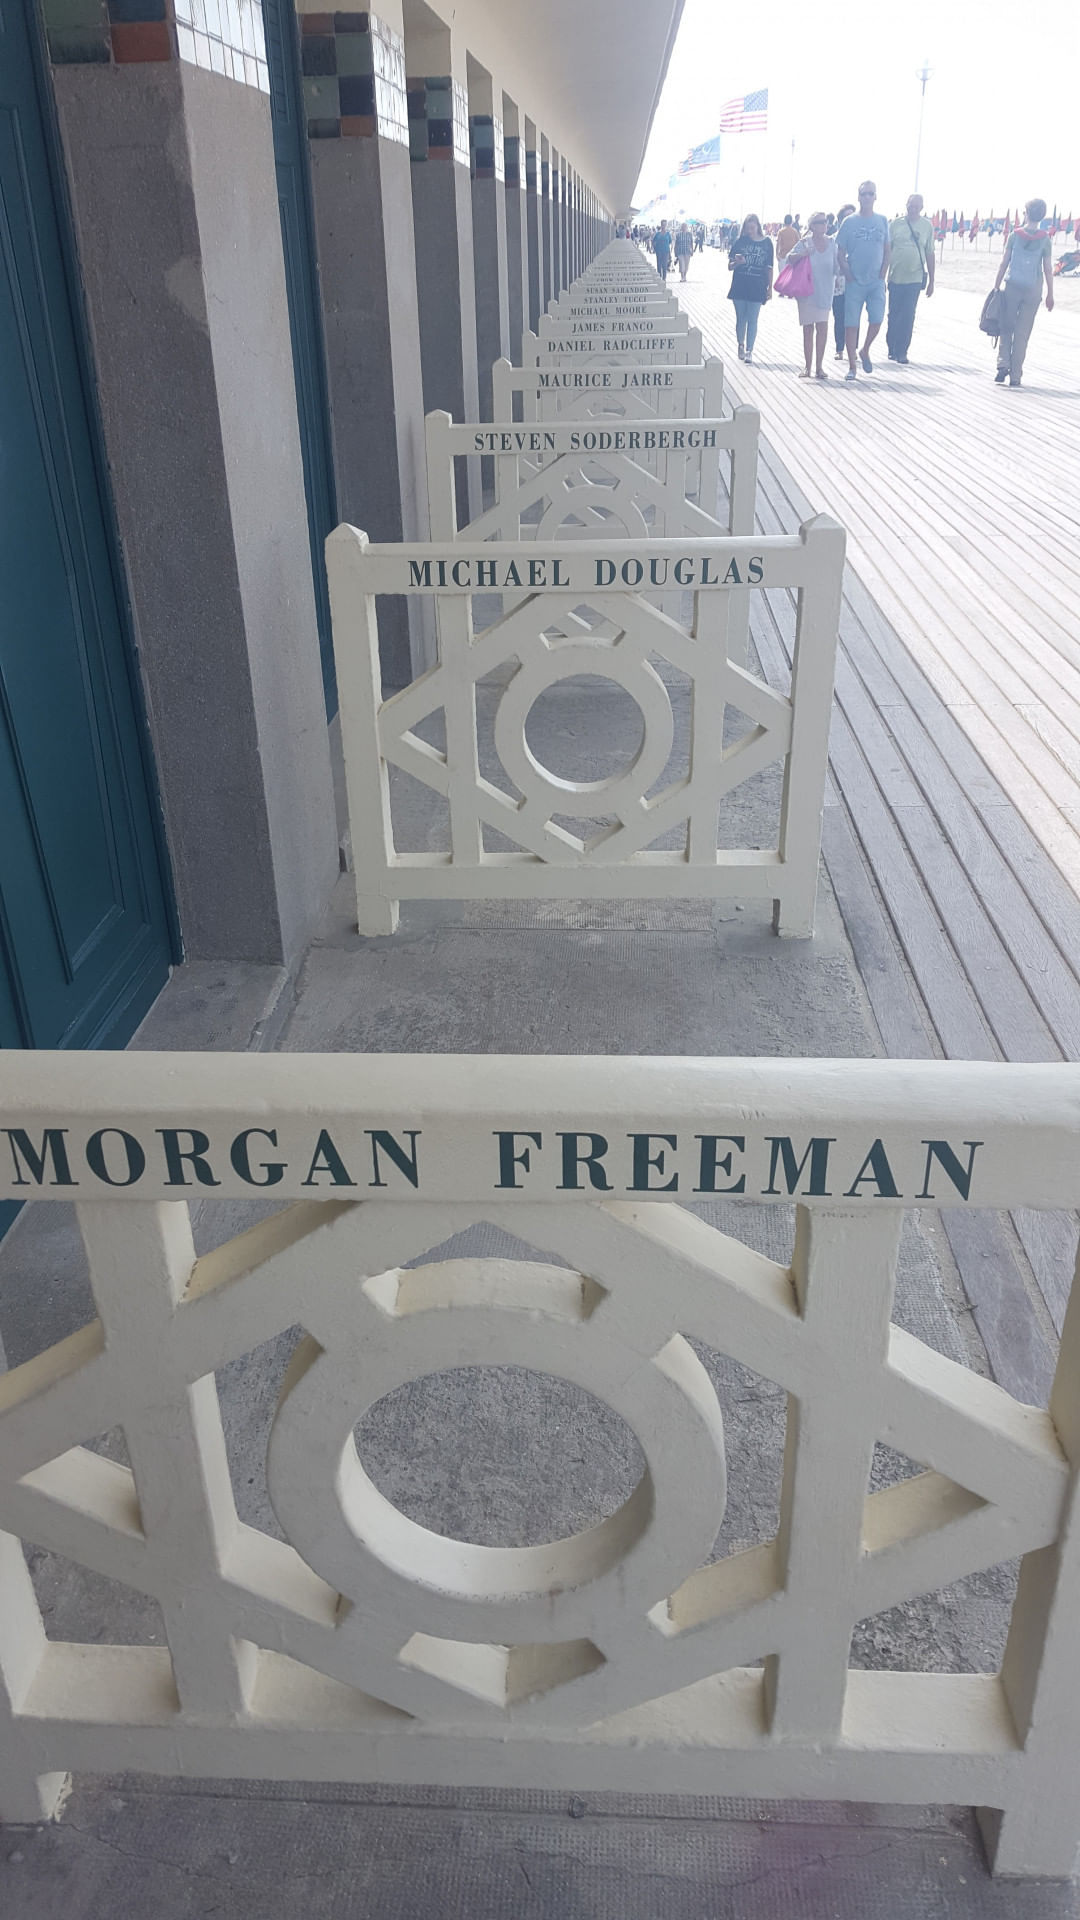 SUSAN SARANDON
STANLEY TUCCI
MICHAEL MOORE
JAMES FRANCO
DANIEL RADCLIFFE
MAURICE JARRE
STEVEN SODERBERGH
MICHAEL DOUGLAS
MORGAN FREEMAN